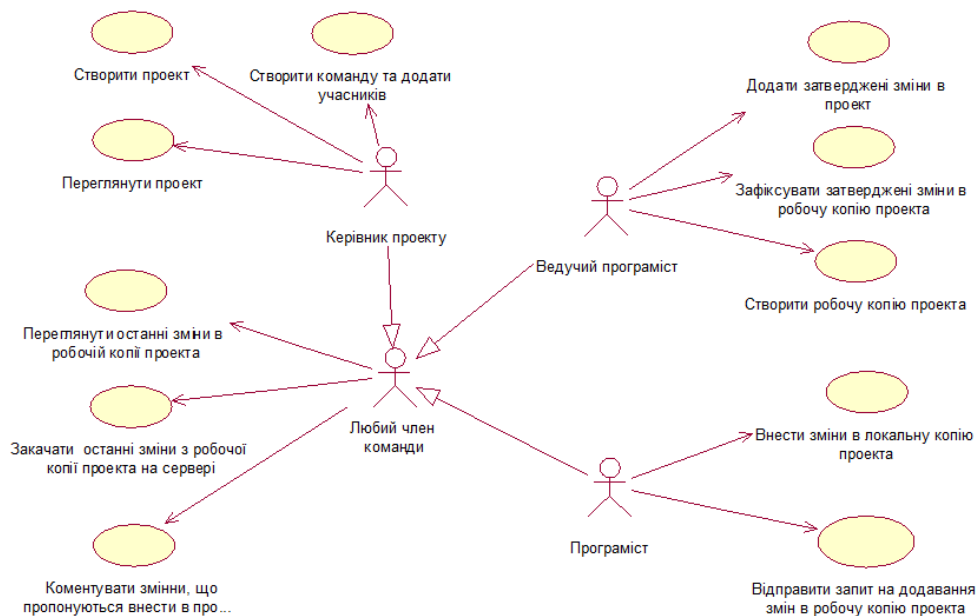 Створити проект
Створити команду та додати
учасників
Додати затверджені зміни в
проект
Переглянути проект
Зафіксувати затверджені зміни в
робочу копію проекта
Керівник проекту
Ведучий програміст
Створити робочу копію проекта
Переглянути останні зміни в
робочій копії проекта
Закачати останні зміни з робочої
копії проекта на сервері
Любий член
команди
Внести зміни в локальну копію
проекта
Програміст
Коментувати змінни, що
пропонуються внести в про...
Відправити запит на додавання
змін в робочу копію проекта